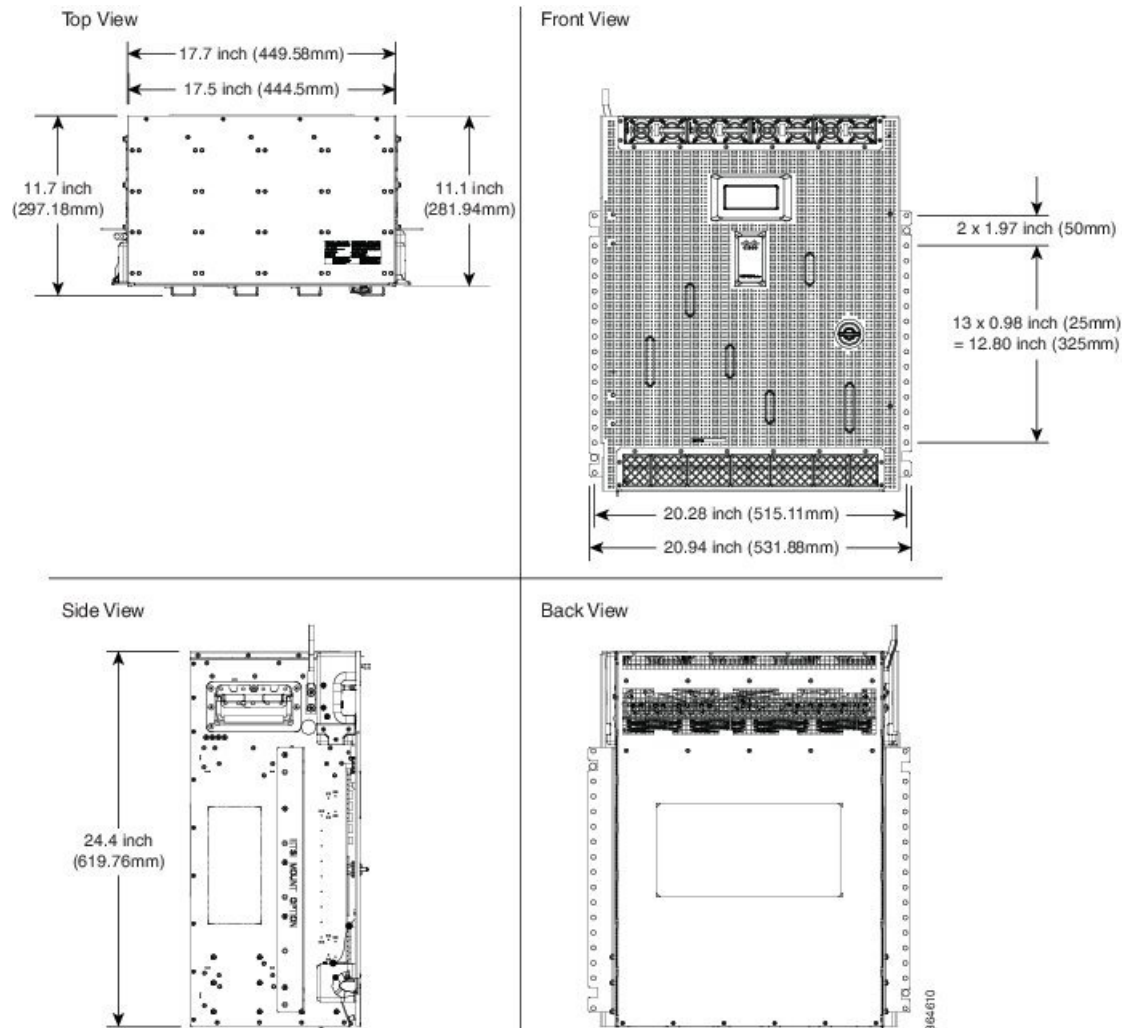 Top View
17.7 inch (449.58mm)
17.5 inch (444.5mm)
11.7 inch
(297.18mm)
11.1 inch
(281.94mm)
Front View
2 x 1.97 inch (50mm)
13 x 0.98 inch (25mm)
= 12.80 inch (325mm)
20.28 inch (515.11mm)
20.94 inch (531.88mm)
Side View
24.4 inch
(619.76mm)
ETSI MOUNT OPTION
Back View
364610